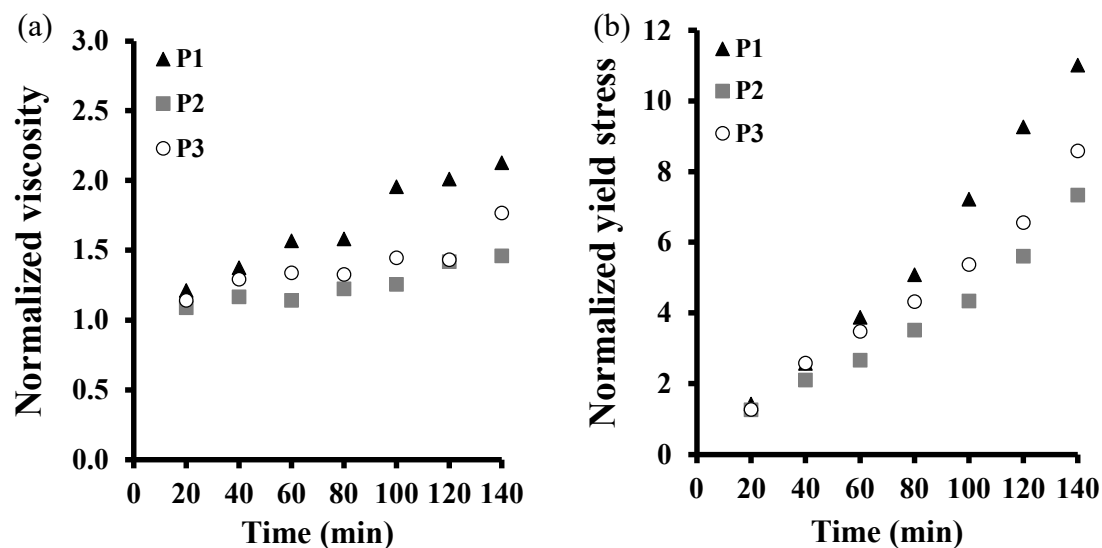 (a)
Normalized viscosity
3.0
2.5
2.0
1.5
1.0
0.5
0.0
P1
P2
P3
0 20 40 60 80 100 120 140
Time (min)
(b)
Normalized yield stress
12
10
8
6
4
2
0
P1
P2
P3
0 20 40 60 80 100 120 140
Time (min)